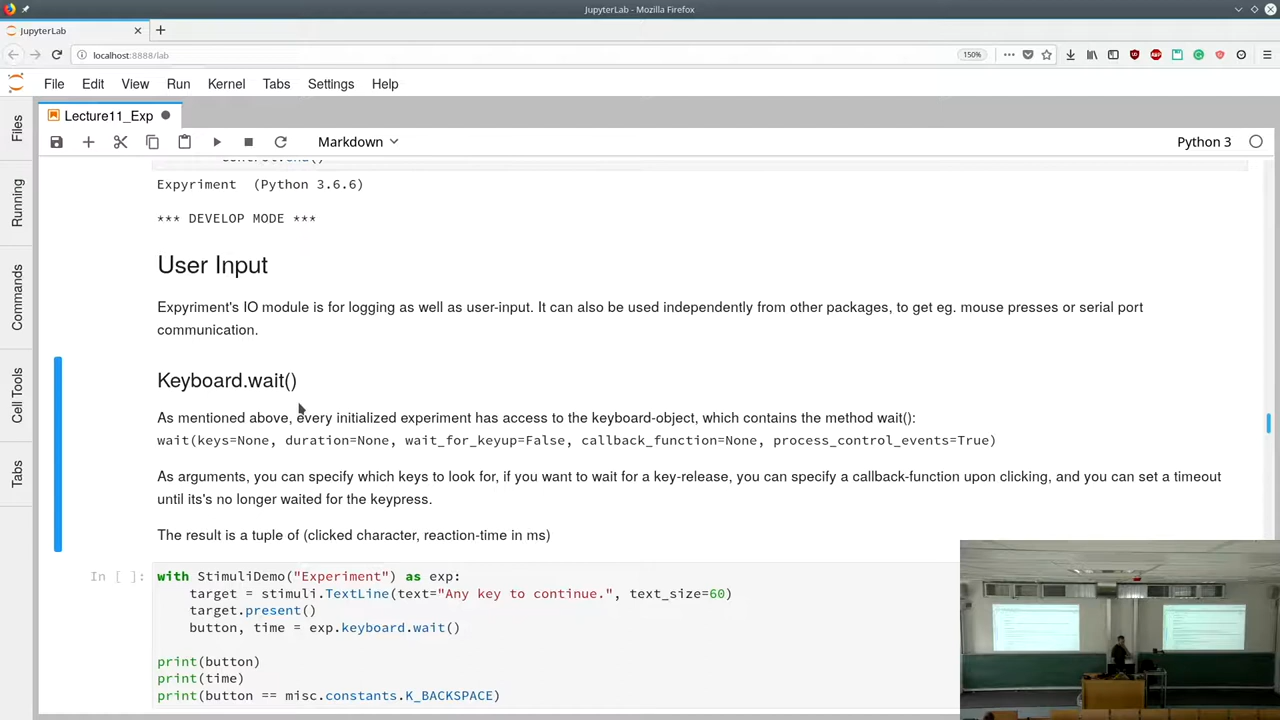 JupyterLab - Mozilla Firefox
JupyterLab
localhost:8888/lab
150%
File Edit View Run Kernel Tabs Settings Help
Lecture11_Exp
Markdown
Python 3
Files
Running
Commands
Cell Tools
Tabs
Expyriment  (Python 3.6.6)
*** DEVELOP MODE ***
User Input
Expyriment's IO module is for logging as well as user-input. It can also be used independently from other packages, to get eg. mouse presses or serial port
communication.
Keyboard.wait()
As mentioned above, every initialized experiment has access to the keyboard-object, which contains the method wait():
wait(keys=None, duration=None, wait_for_keyup=False, callback_function=None, process_control_events=True)
As arguments, you can specify which keys to look for, if you want to wait for a key-release, you can specify a callback-function upon clicking, and you can set a timeout
until its's no longer waited for the keypress.
The result is a tuple of (clicked character, reaction-time in ms)
In [ ]: with StimuliDemo("Experiment") as exp:
target = stimuli.TextLine(text="Any key to continue.", text_size=60)
target.present()
button, time = exp.keyboard.wait()
print(button)
print(time)
print(button == misc.constants.K_BACKSPACE)